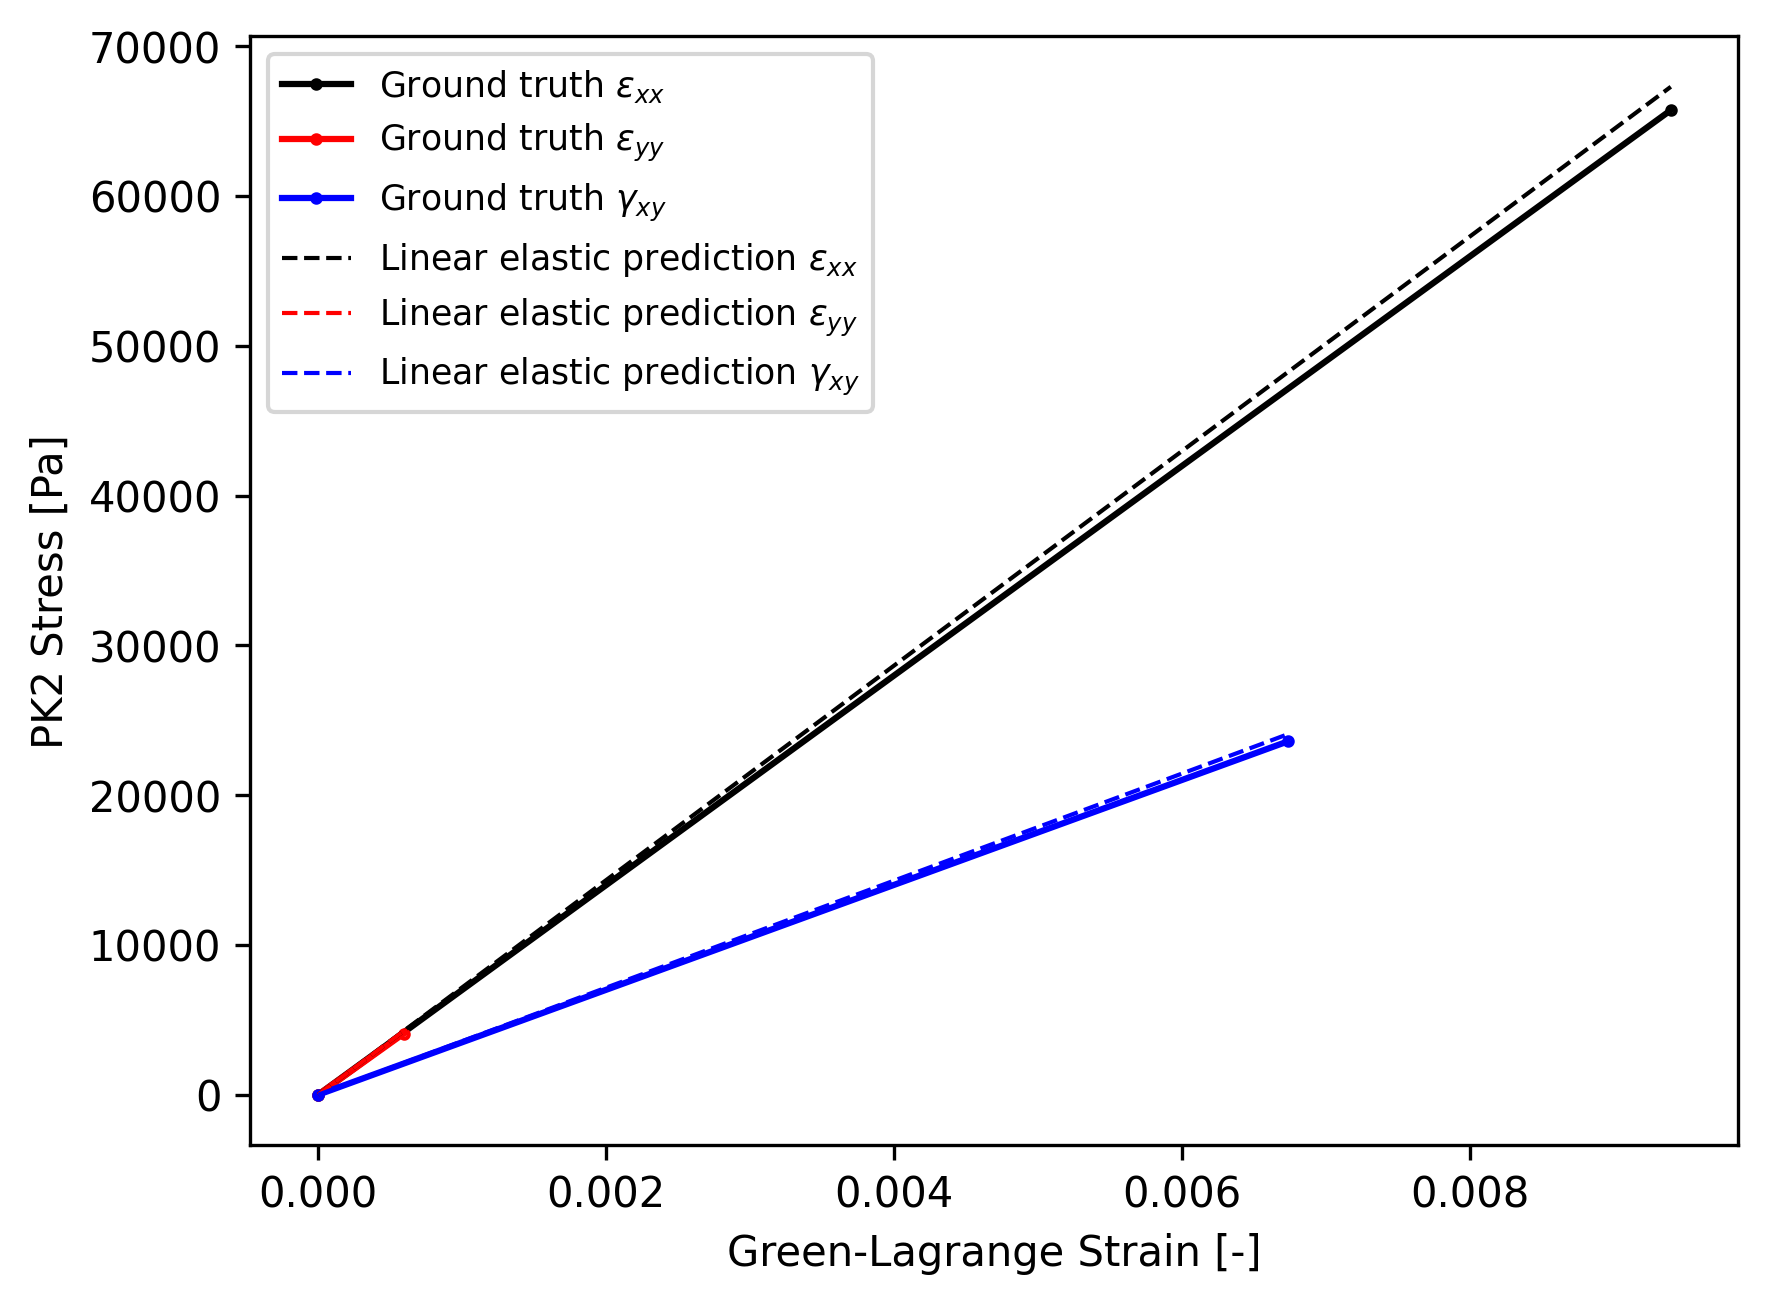 70000
60000
50000
40000
30000
20000
10000
0
PK2 Stress [Pa]
Ground truth εxx
Ground truth εyy
Ground truth γxy
Linear elastic prediction εxx
Linear elastic prediction εyy
Linear elastic prediction γxy
0.000 0.002 0.004 0.006 0.008
Green-Lagrange Strain [-]